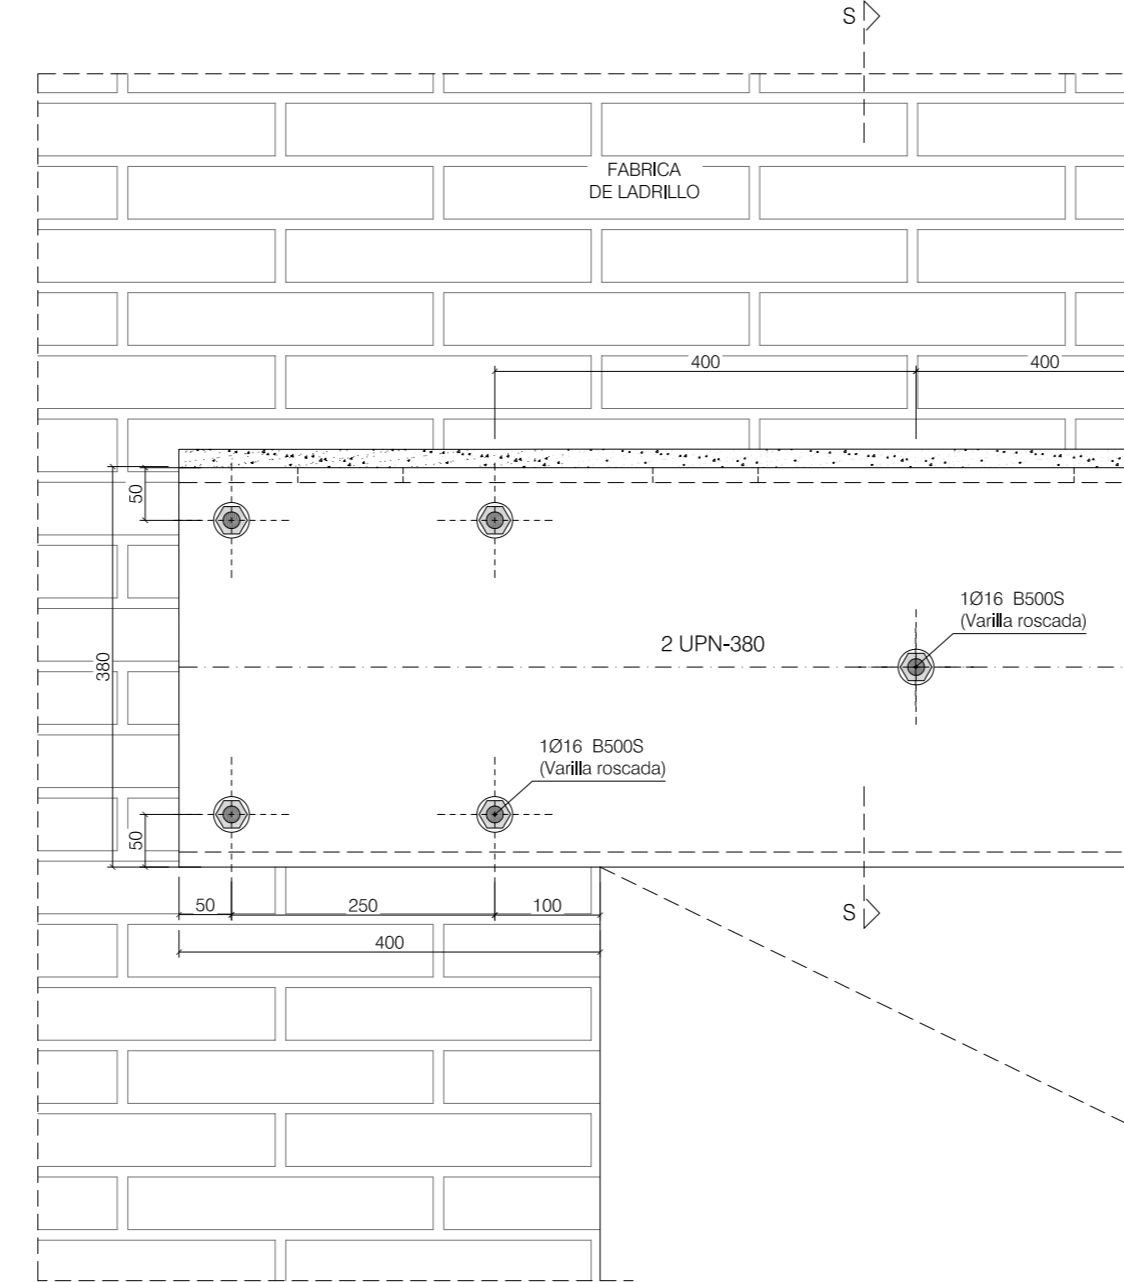 S
FABRICA
DE LADRILLO
400
400
50
1Ø16 B500S
(Varilla roscada)
2 UPN-380
380
1Ø16 B500S
(Varilla roscada)
50
50
250
100
S
400